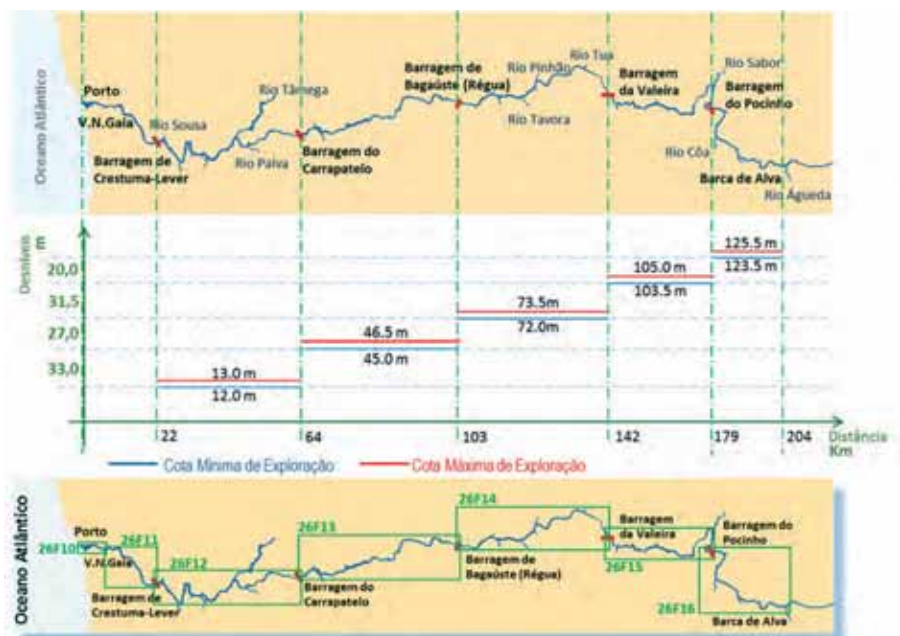 Oceano Atlântico
Porto
V.N.Gaia
Rio Sousa
Barragem de
Crestuma-Lever
Rio Tâmega
Rio Paiva
Barragem do
Carrapatelo
Barragem de
Bagaúste (Régua)
Rio Pinhão
Rio Tua
Rio Tavora
Barragem
da Valeira
Rio Sabor
Barragem
do Pocinho
Rio Côa
Barca de Alva
Rio Águeda
Desníveis
m
20,0
31,5
27,0
33,0
125.5 m
123.5 m
105.0 m
103.5 m
73.5m
72.0 m
46.5 m
45.0 m
13.0 m
12.0 m
22
64
103
142
179
204
Distância
Km
Cota Mínima de Exploração
Cota Máxima de Exploração
Oceano Atlântico
Porto
26F10
V.N.Gaia
26F11
26F12
Barragem de
Crestuma-Lever
26F13
Barragem do
Carrapatelo
26F14
Barragem de
Bagaúste (Régua)
Barragem
da Valeira
26F15
Barragem do
Pocinho
26F16
Barca de Alva